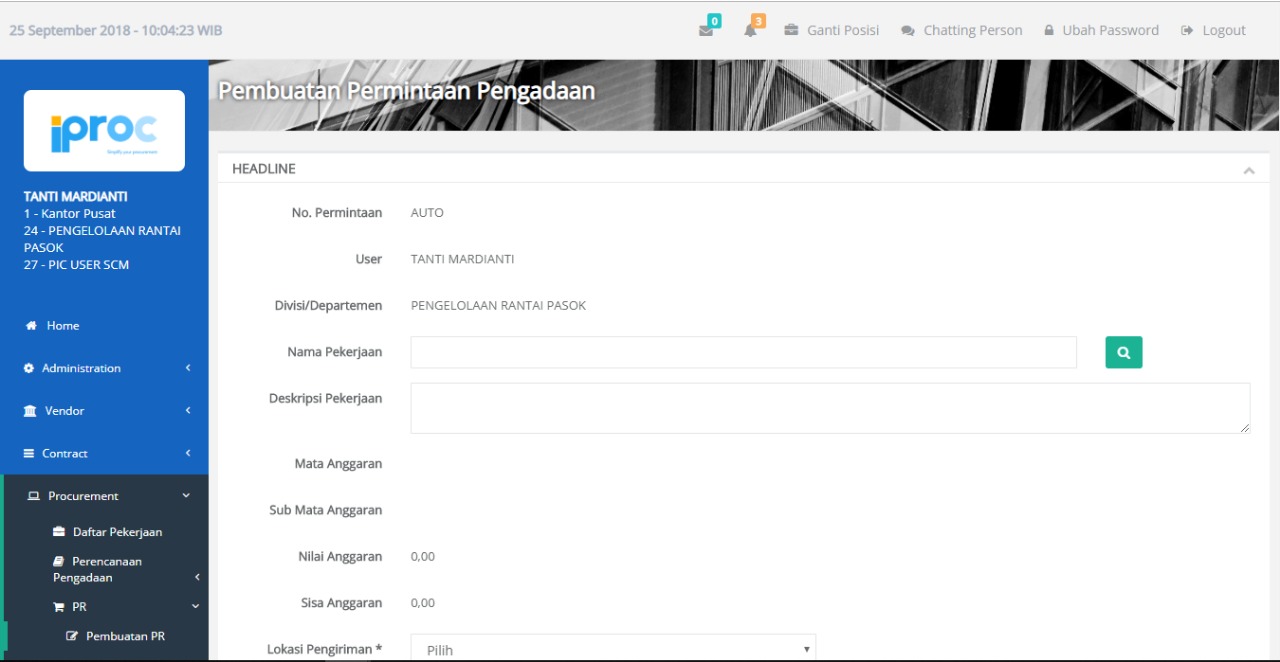 25 September 2018 - 10:04:23 WIB
0
3
Ganti Posisi
Chatting Person
Ubah Password
Logout
iproc
Simplify your procurement
TANTI MARDIANTI
1 - Kantor Pusat
24 - PENGELOLAAN RANTAI
PASOK
27 - PIC USER SCM
Home
Administration
Vendor
Contract
Procurement
Daftar Pekerjaan
Perencanaan
Pengadaan
PR
Pembuatan PR
Pembuatan Permintaan Pengadaan
HEADLINE
No. Permintaan AUTO
User TANTI MARDIANTI
Divisi/Departemen PENGELOLAAN RANTAI PASOK
Nama Pekerjaan
Deskripsi Pekerjaan
Mata Anggaran
Sub Mata Anggaran
Nilai Anggaran 0,00
Sisa Anggaran 0,00
Lokasi Pengiriman * Pilih